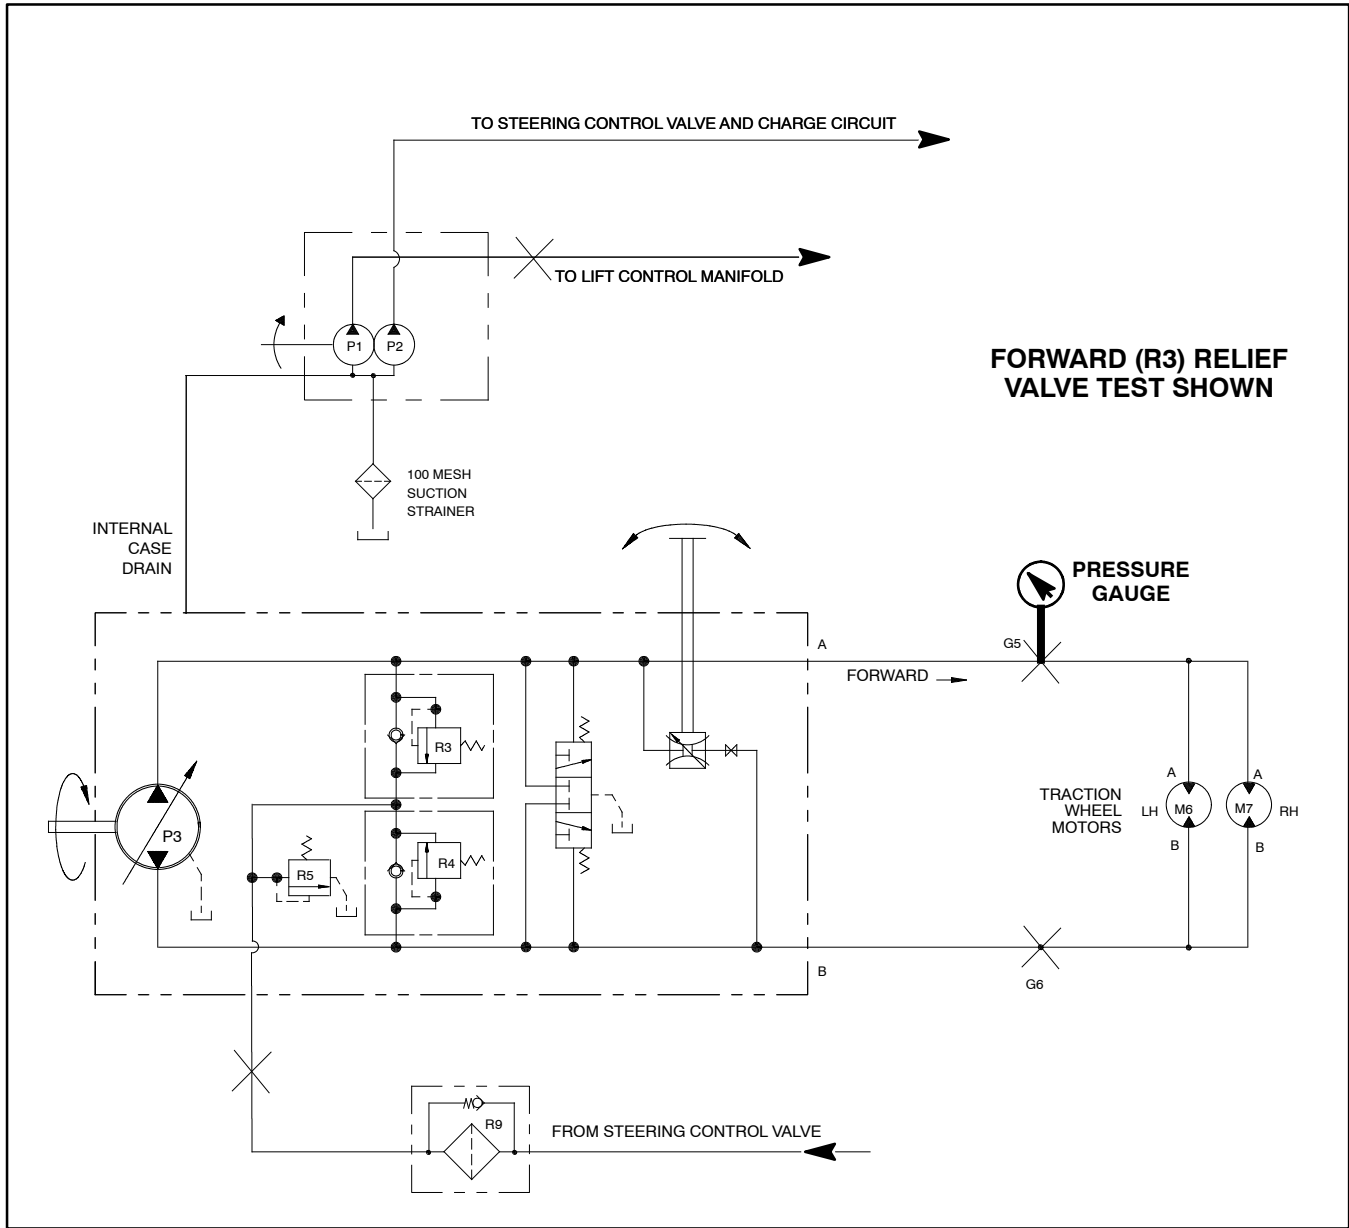 TO STEERING CONTROL VALVE AND CHARGE CIRCUIT
TO LIFT CONTROL MANIFOLD
P1
P2
FORWARD (R3) RELIEF
VALVE TEST SHOWN
100 MESH
SUCTION
STRAINER
INTERNAL
CASE
DRAIN
PRESSURE
GAUGE
G5
A
FORWARD
R3
P3
R4
R5
TRACTION
WHEEL
MOTORS
LH
A
M6
B
A
M7
B
RH
B
G6
R9
FROM STEERING CONTROL VALVE